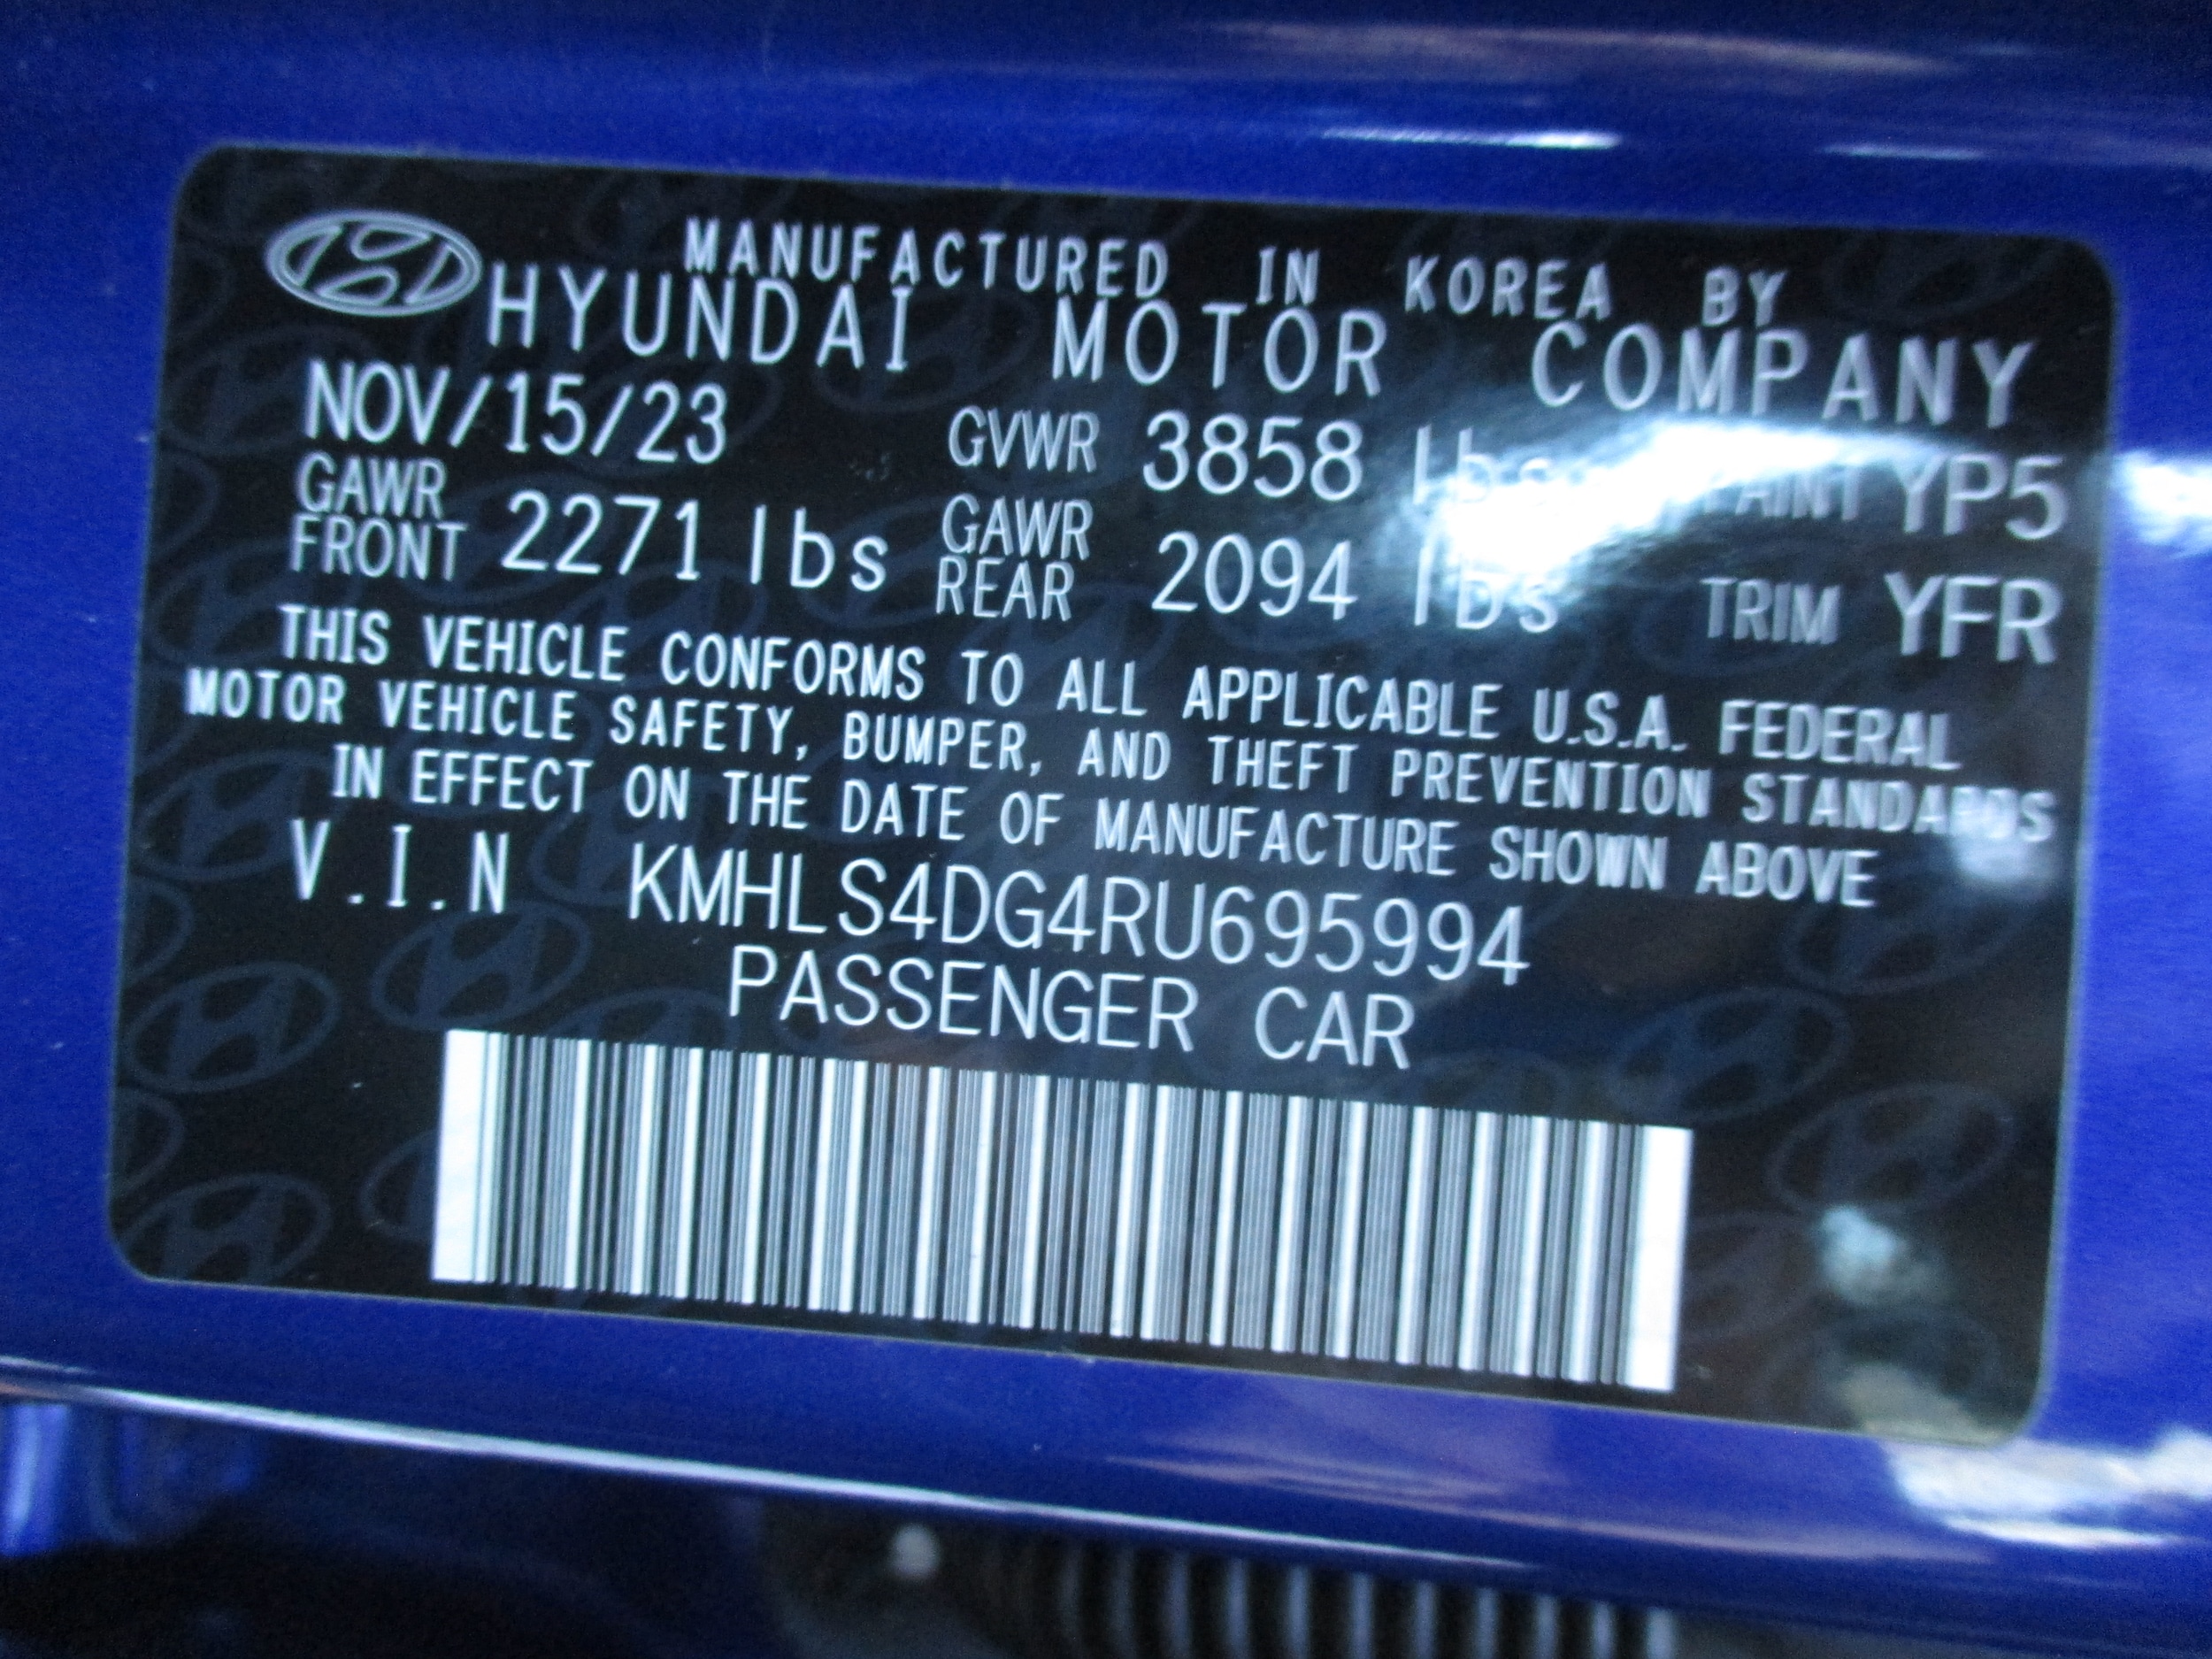 MANUFACTURED IN KOREA BY
HYUNDAI MOTOR COMPANY
NOV/15/23 GVWR 3858 lbs PAINT YP5
GAWR FRONT 2271 lbs GAWR REAR 2094 lbs TRIM YFR
THIS VEHICLE CONFORMS TO ALL APPLICABLE U.S.A. FEDERAL
MOTOR VEHICLE SAFETY, BUMPER, AND THEFT PREVENTION STANDARDS
IN EFFECT ON THE DATE OF MANUFACTURE SHOWN ABOVE
V.I.N KMHLS4DG4RU695994
PASSENGER CAR